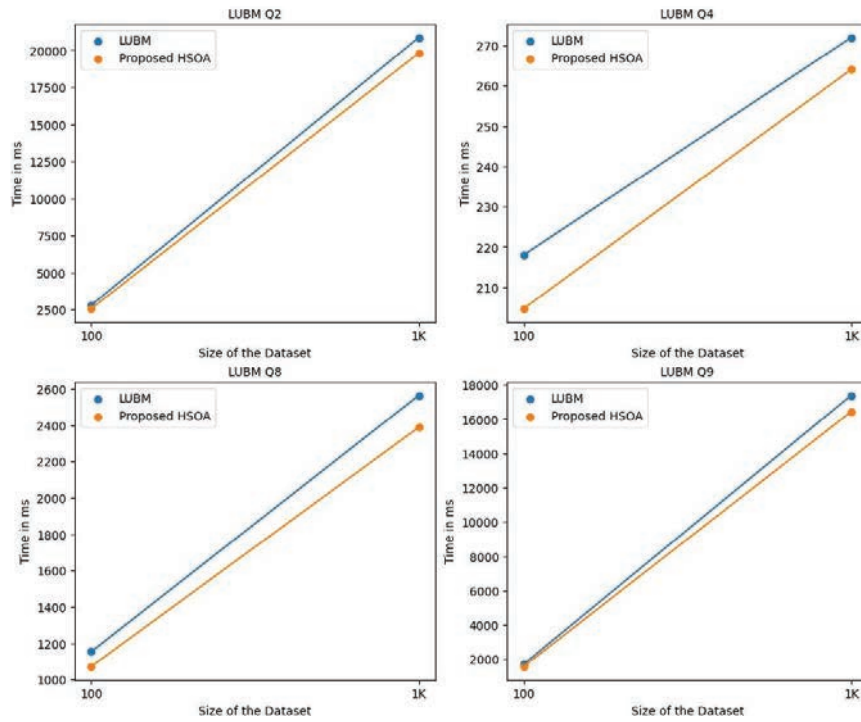 LUBM Q2
LUBM
Proposed HSOA
20000
17500
15000
12500
10000
7500
5000
2500
Time in ms
100
1K
Size of the Dataset
LUBM Q4
LUBM
Proposed HSOA
270
260
250
240
230
220
210
Time in ms
100
1K
Size of the Dataset
LUBM Q8
LUBM
Proposed HSOA
2600
2400
2200
2000
1800
1600
1400
1200
1000
Time in ms
100
1K
Size of the Dataset
LUBM Q9
LUBM
Proposed HSOA
18000
16000
14000
12000
10000
8000
6000
4000
2000
Time in ms
100
1K
Size of the Dataset